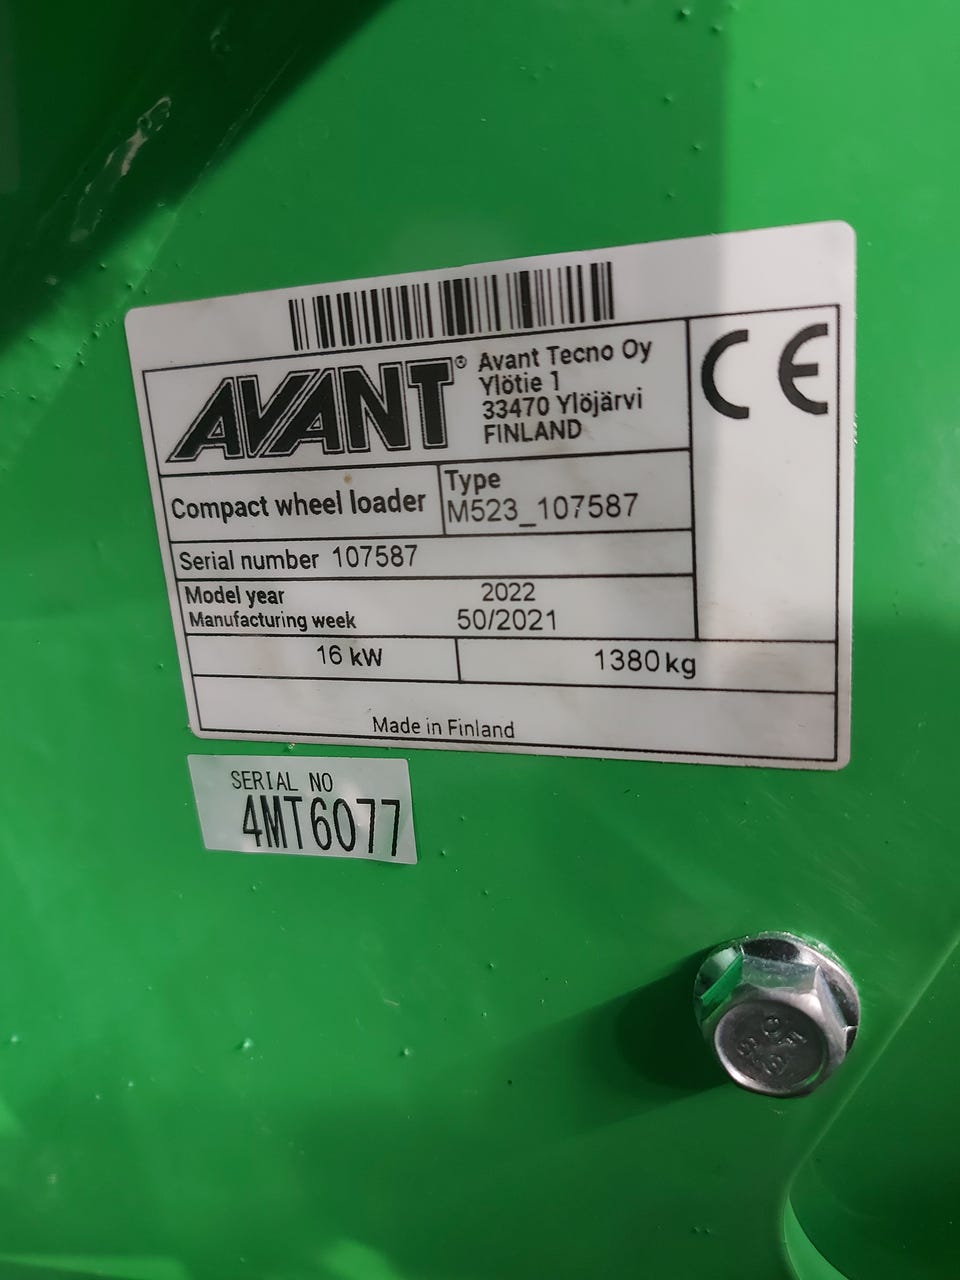 AVANT®
Avant Tecno Oy
Ylötie 1
33470 Ylöjärvi
FINLAND
CE
Compact wheel loader
Type
M523_107587
Serial number 107587
Model year 2022
Manufacturing week 50/2021
16 kW 1380 kg
Made in Finland
SERIAL NO
4MT6077